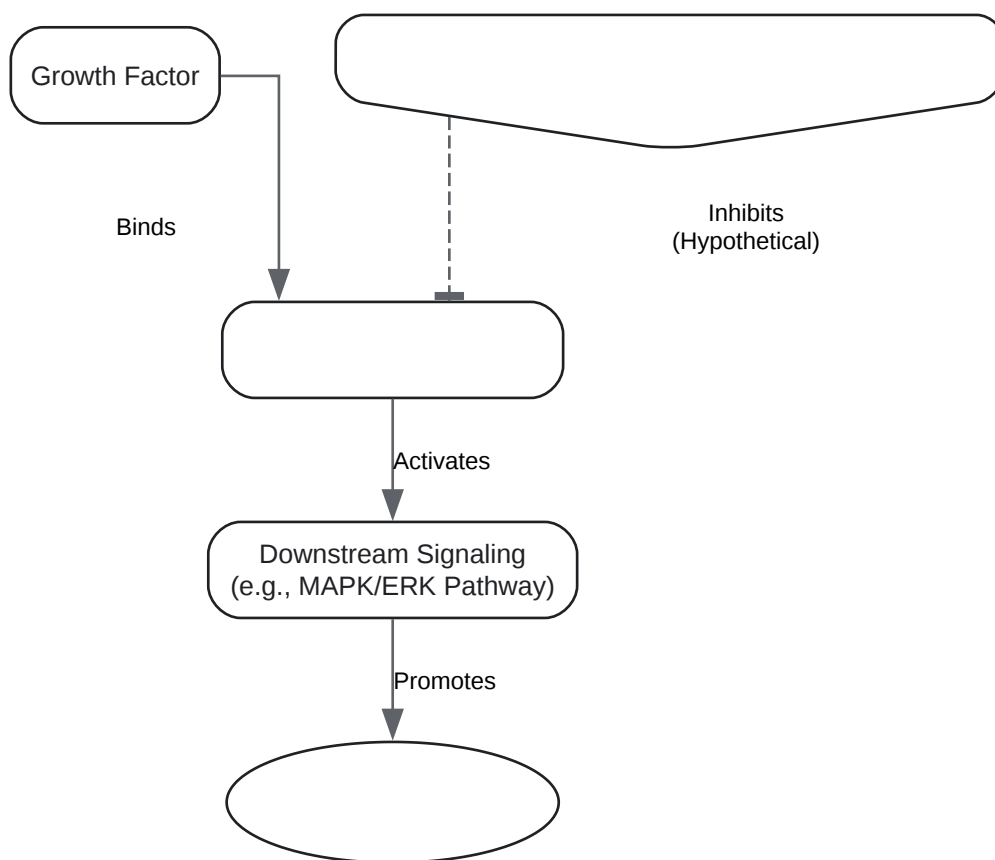 Growth Factor
Binds
Inhibits
(Hypothetical)
Activates
Downstream Signaling
(e.g., MAPK/ERK Pathway)
Promotes